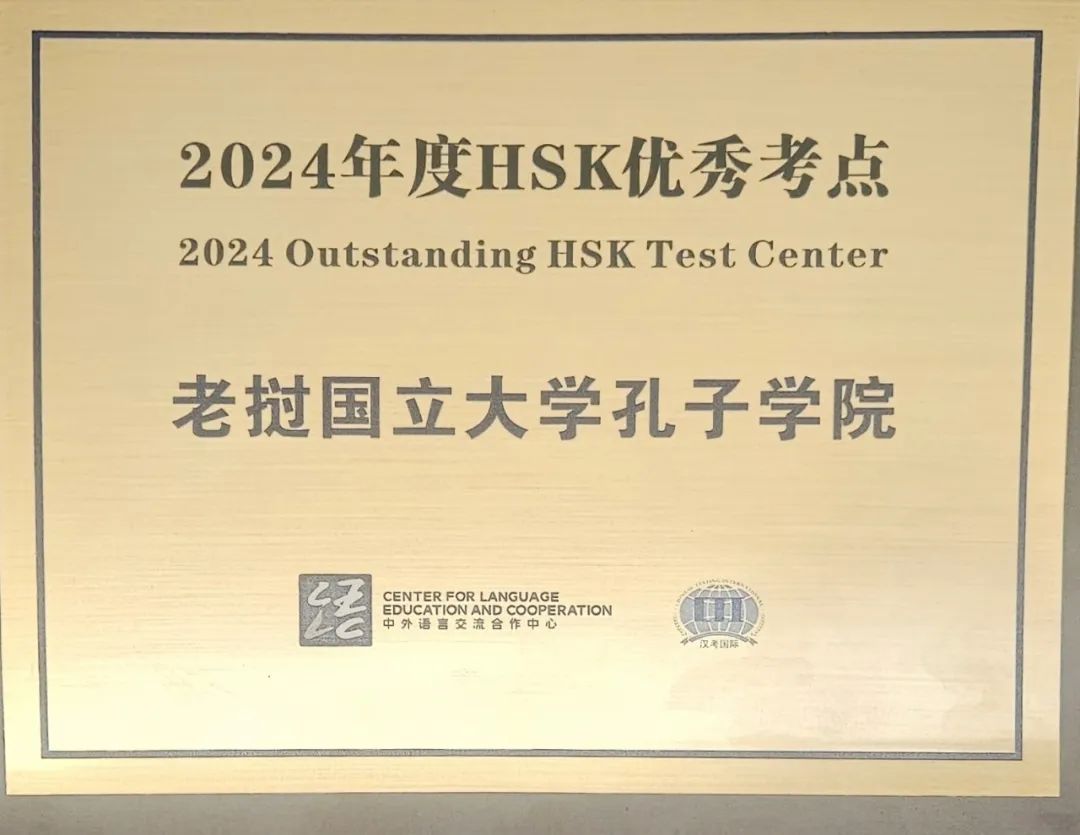 2024年度HSK优秀考点
2024 Outstanding HSK Test Center
老挝国立大学孔子学院
CENTER FOR LANGUAGE
EDUCATION AND COOPERATION
中外语言交流合作中心
汉考国际